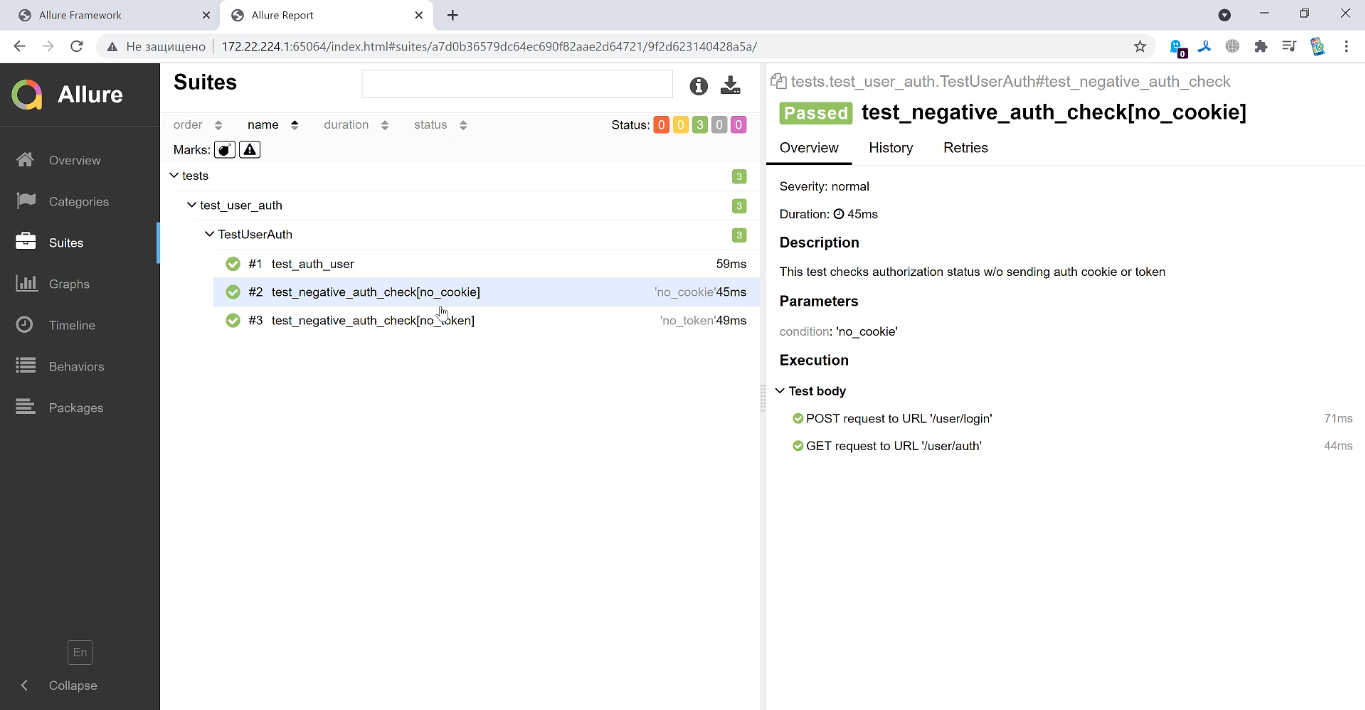 Allure Framework
Allure Report
Не защищено
172.22.224.1:65064/index.html#suites/a7d0b36579dc64ec690f82aae2d64721/9f2d623140428a5a/
0
Allure
Overview
Categories
Suites
Graphs
Timeline
Behaviors
Packages
En
Collapse
Suites
order name duration status Status: 0 0 3 0 0
Marks:
tests 3
test_user_auth 3
TestUserAuth 3
#1 test_auth_user 59ms
#2 test_negative_auth_check[no_cookie] 'no_cookie' 45ms
#3 test_negative_auth_check[no_token] 'no_token' 49ms
tests.test_user_auth.TestUserAuth#test_negative_auth_check
Passed test_negative_auth_check[no_cookie]
Overview History Retries
Severity: normal
Duration: 45ms
Description
This test checks authorization status w/o sending auth cookie or token
Parameters
condition: 'no_cookie'
Execution
Test body
POST request to URL '/user/login' 71ms
GET request to URL '/user/auth' 44ms